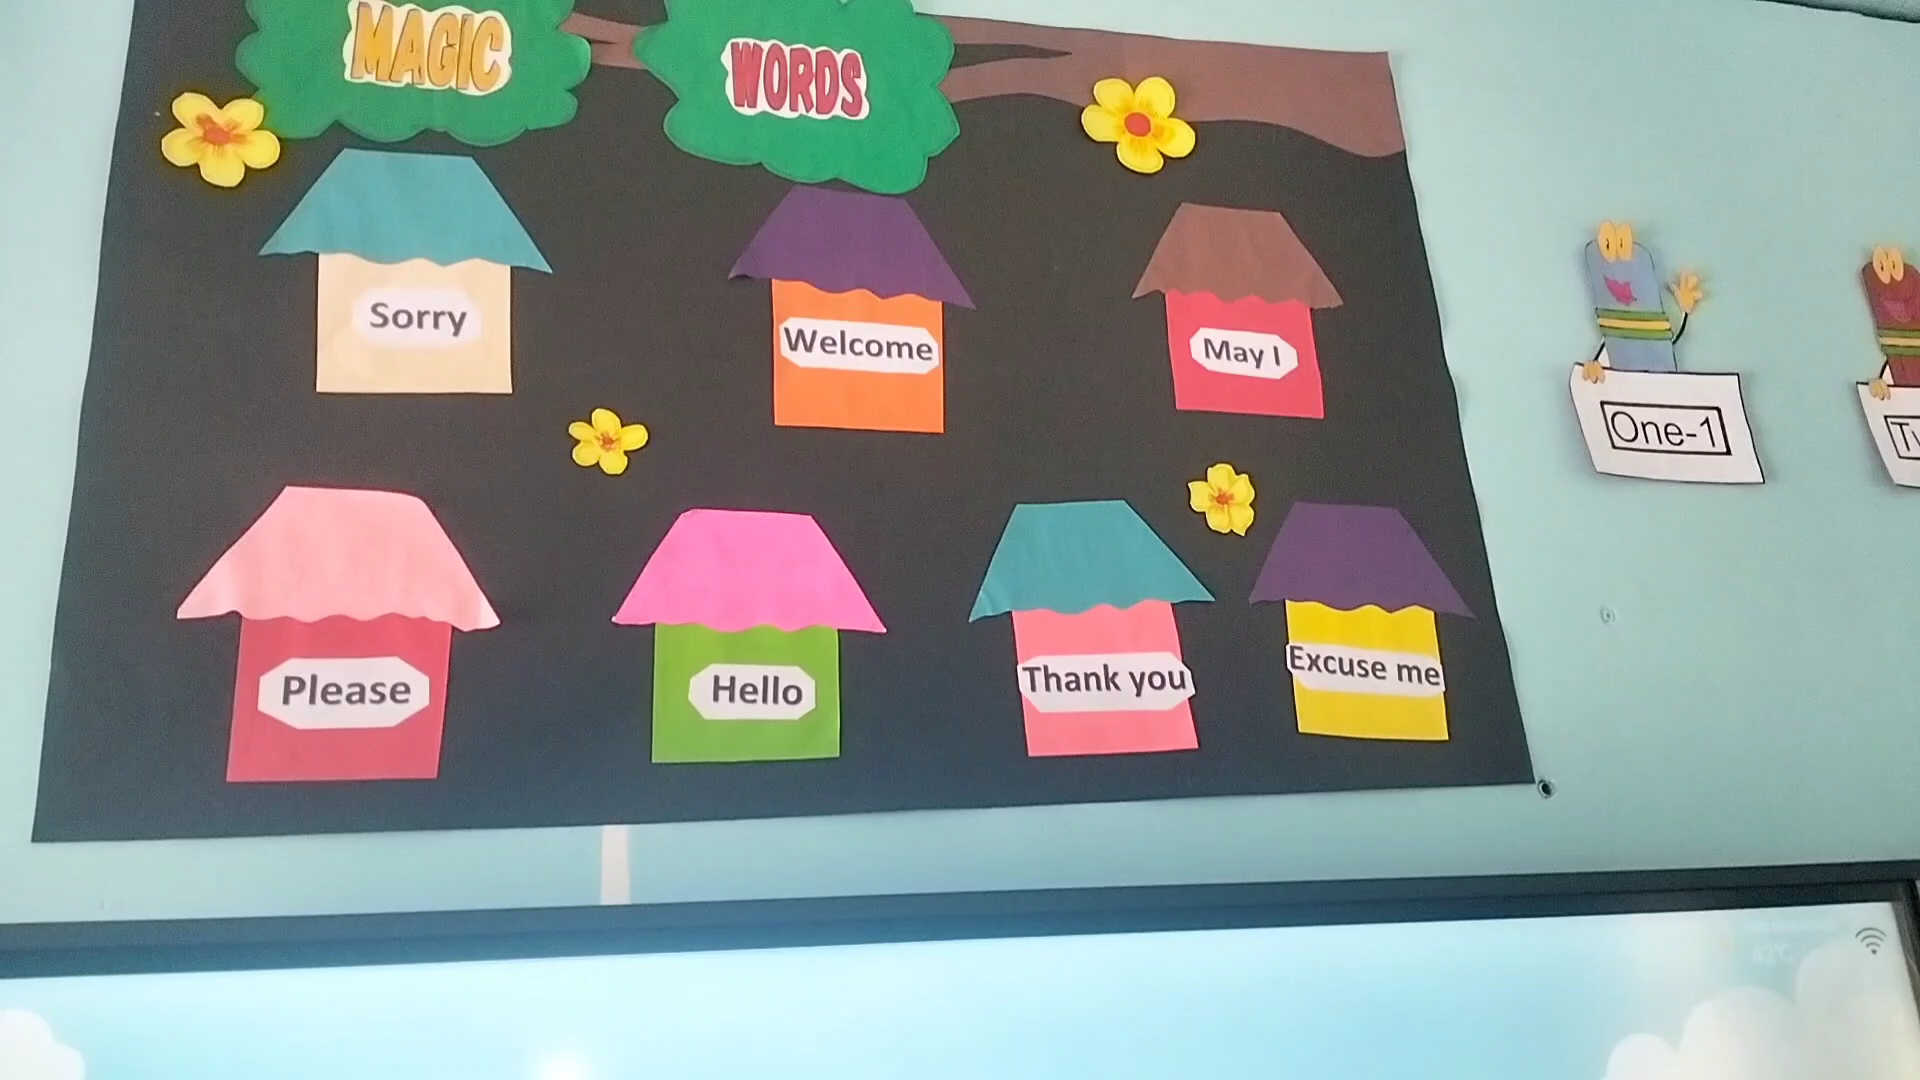 MAGIC
WORDS
Sorry
Welcome
May I
Please
Hello
Thank you
Excuse me
One-1